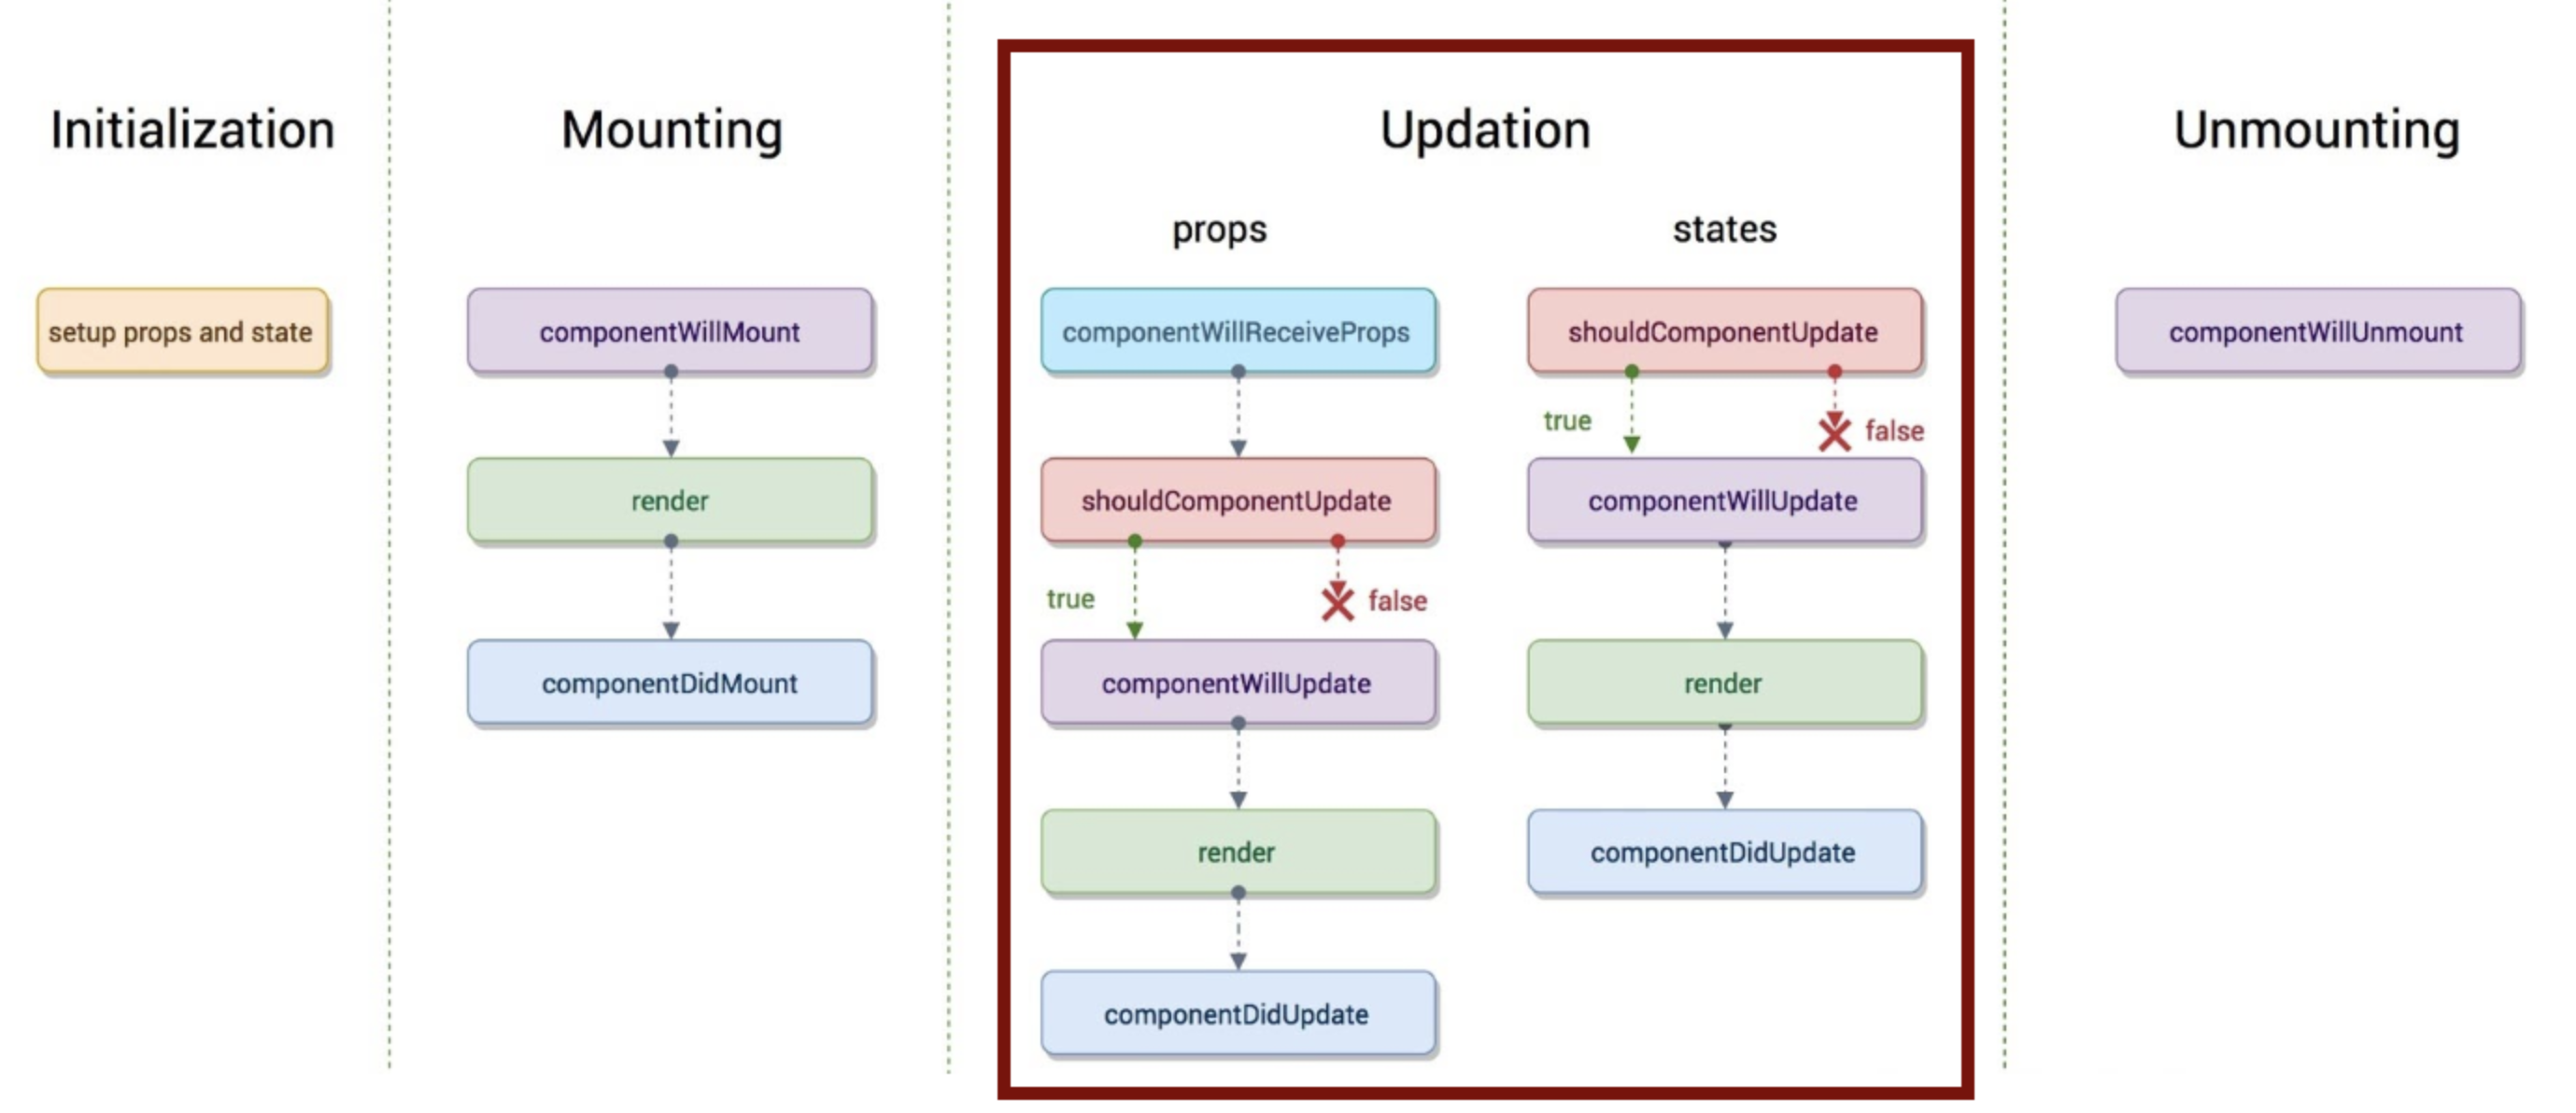 Initialization
setup props and state
Mounting
componentWillMount
render
componentDidMount
Updation
props
componentWillReceiveProps
shouldComponentUpdate
true
false
componentWillUpdate
render
componentDidUpdate
states
shouldComponentUpdate
true
false
componentWillUpdate
render
componentDidUpdate
Unmounting
componentWillUnmount